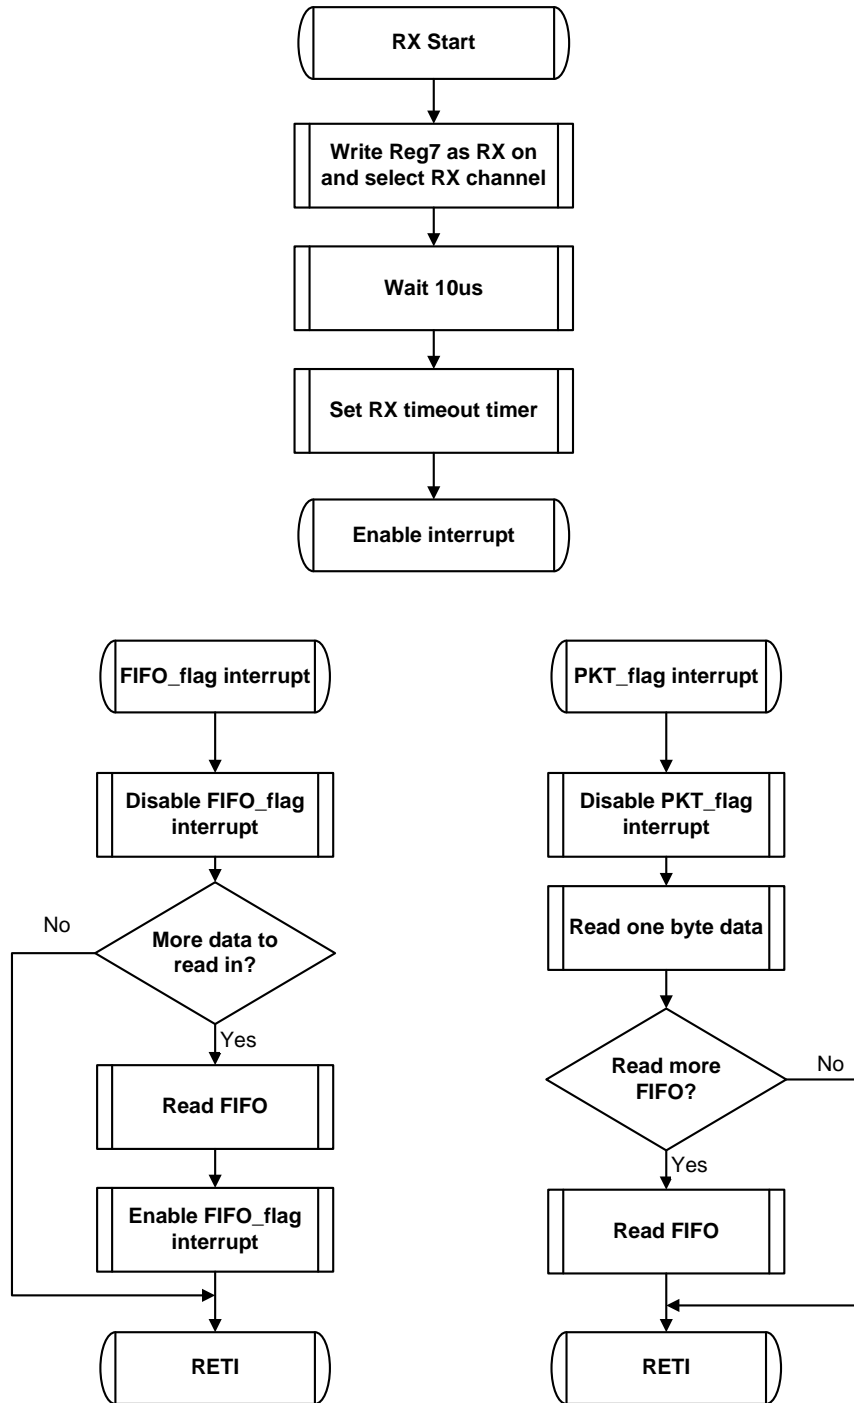 RX Start
Write Reg7 as RX on
and select RX channel
Wait 10us
Set RX timeout timer
Enable interrupt
FIFO_flag interrupt
Disable FIFO_flag
interrupt
No
More data to
read in?
Yes
Read FIFO
Enable FIFO_flag
interrupt
RETI
PKT_flag interrupt
Disable PKT_flag
interrupt
Read one byte data
Read more
FIFO?
No
Yes
Read FIFO
RETI